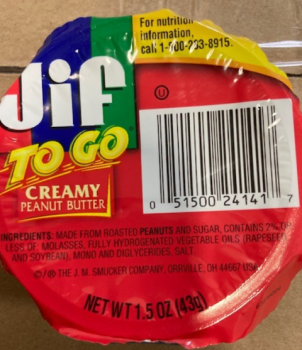 For nutrition
information,
call 1-800-283-8915.
Jif
TO GO
CREAMY
PEANUT BUTTER
U
0 51500 24141 7
INGREDIENTS: MADE FROM ROASTED PEANUTS AND SUGAR, CONTAINS 2% OR
LESS OF: MOLASSES, FULLY HYDROGENATED VEGETABLE OILS (RAPESEED
AND SOYBEAN), MONO AND DIGLYCERIDES, SALT.
©/® THE J. M. SMUCKER COMPANY, ORRVILLE, OH 44667 USA
NET WT 1.5 OZ (43g)